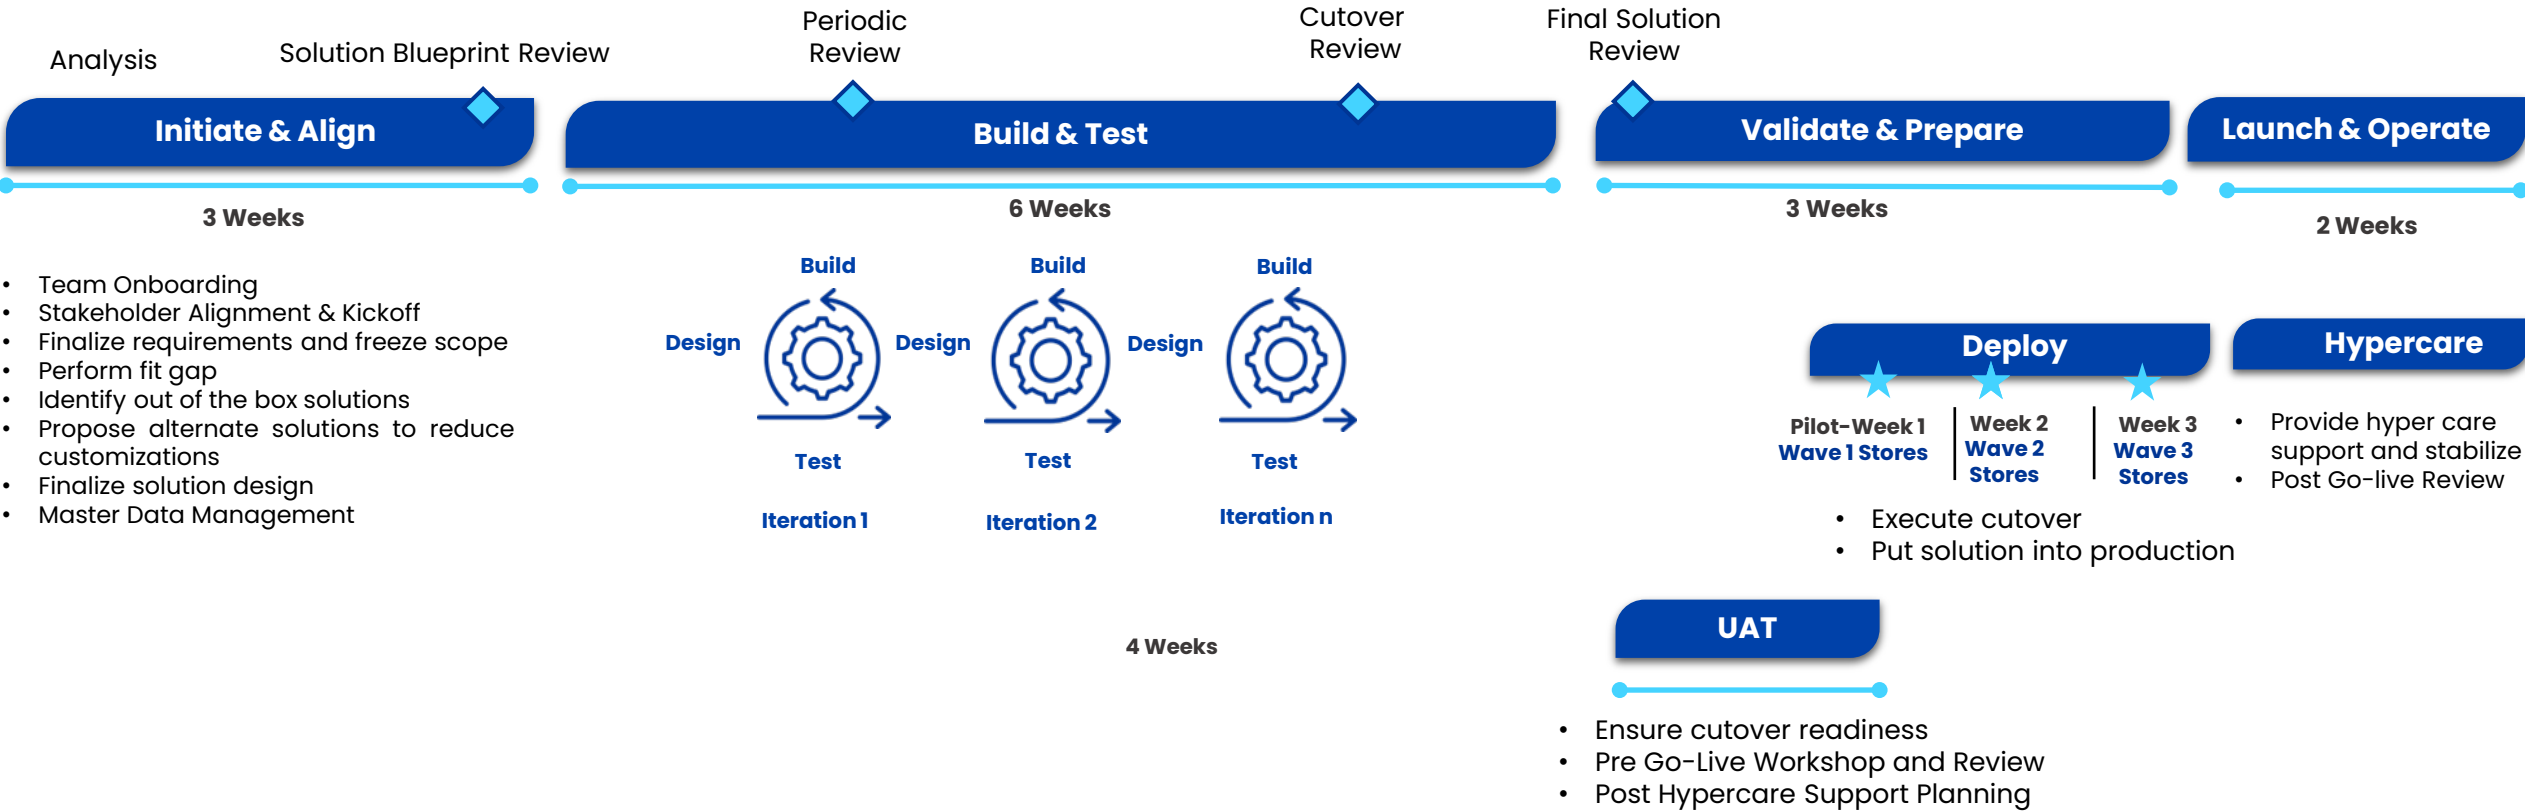 Analysis
Solution Blueprint Review
Periodic
Review
Cutover
Review
Final Solution
Review
Initiate & Align
Build & Test
Validate & Prepare
Launch & Operate
3 Weeks
6 Weeks
3 Weeks
2 Weeks
• Team Onboarding
• Stakeholder Alignment & Kickoff
• Finalize requirements and freeze scope
• Perform fit gap
• Identify out of the box solutions
• Propose alternate solutions to reduce
customizations
• Finalize solution design
• Master Data Management
Build
Design
Test
Iteration 1
Build
Design
Test
Iteration 2
Build
Design
Test
Iteration n
4 Weeks
Deploy
Pilot-Week 1
Wave 1 Stores
Week 2
Wave 2
Stores
Week 3
Wave 3
Stores
• Execute cutover
• Put solution into production
Hypercare
• Provide hyper care
support and stabilize
• Post Go-live Review
UAT
• Ensure cutover readiness
• Pre Go-Live Workshop and Review
• Post Hypercare Support Planning